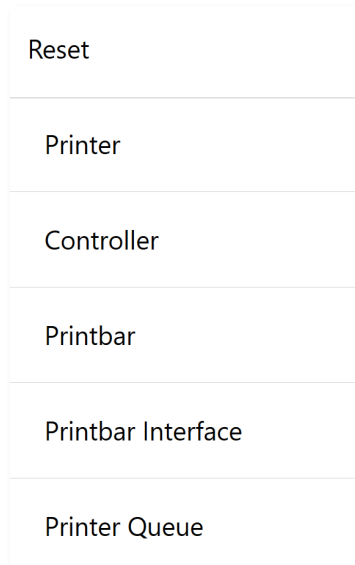 Reset
Printer
Controller
Printbar
Printbar Interface
Printer Queue